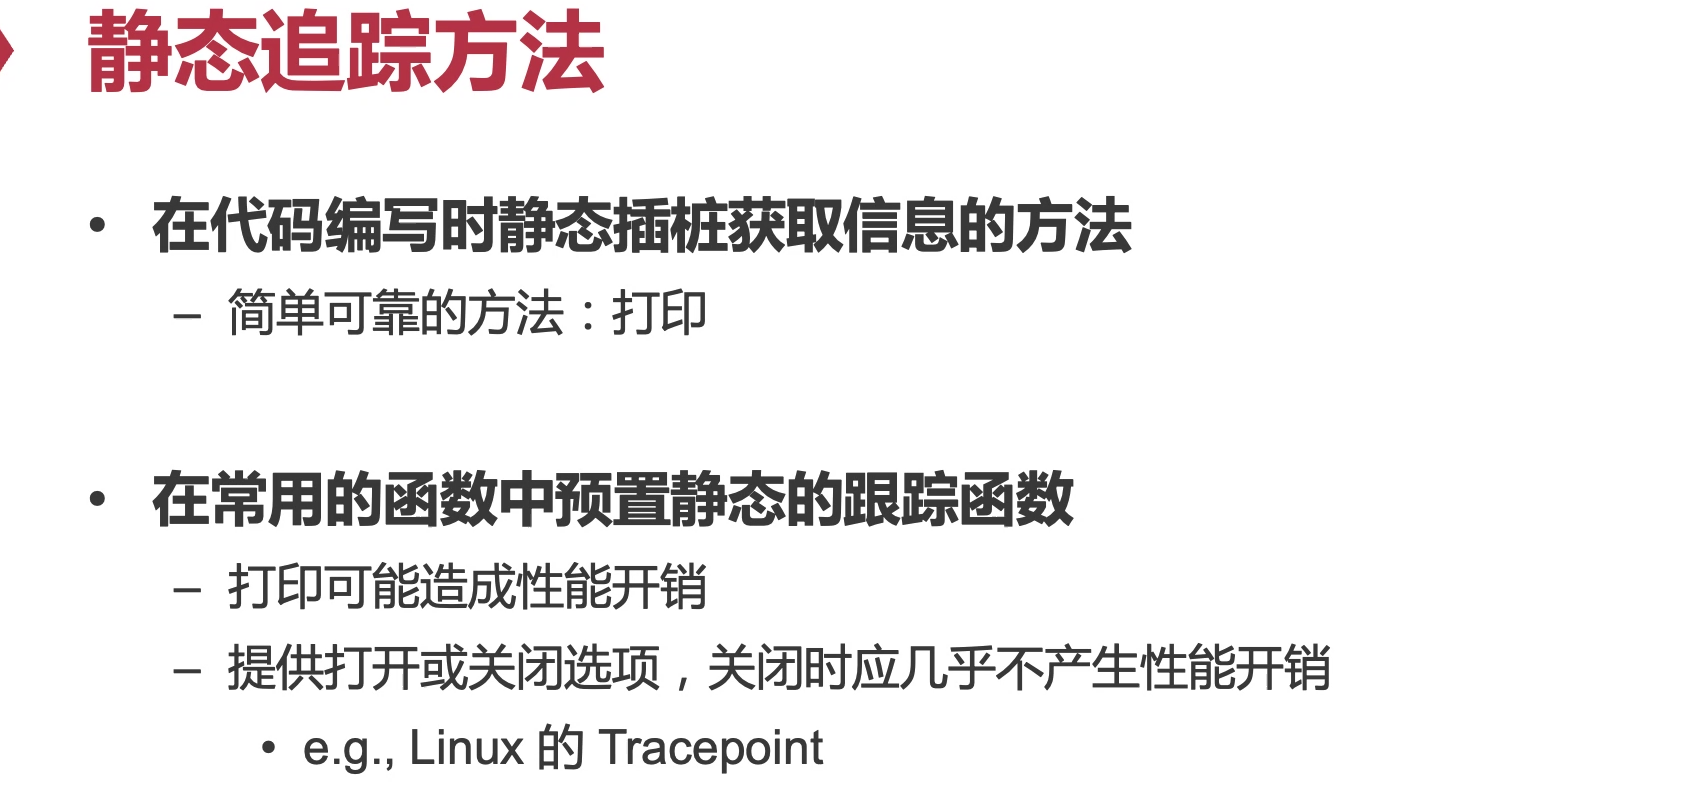 静态追踪方法
• 在代码编写时静态插桩获取信息的方法
– 简单可靠的方法：打印
• 在常用的函数中预置静态的跟踪函数
– 打印可能造成性能开销
– 提供打开或关闭选项，关闭时应几乎不产生性能开销
• e.g., Linux 的 Tracepoint